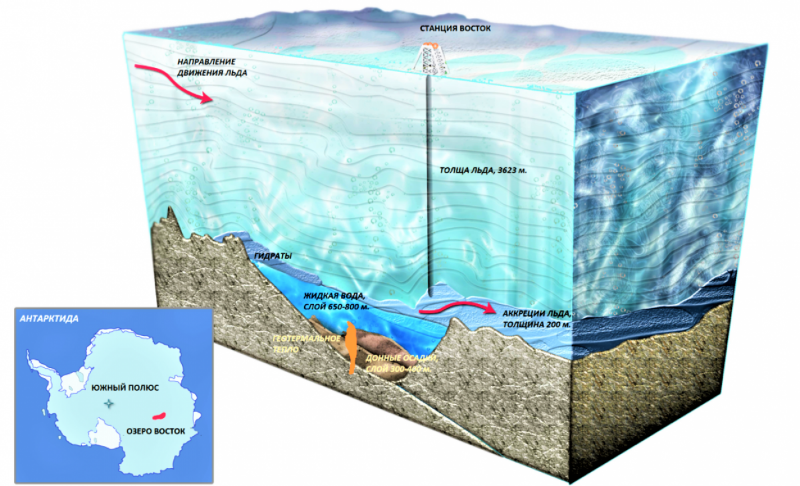 СТАНЦИЯ ВОСТОК
НАПРАВЛЕНИЕ
ДВИЖЕНИЯ ЛЬДА
ТОЛЩА ЛЬДА, 3623 м.
ГИДРАТЫ
ЖИДКАЯ ВОДА,
СЛОЙ 650-800 м.
АККРЕЦИИ ЛЬДА,
ТОЛЩИНА 200 м.
ГЕОТЕРМАЛЬНОЕ
ТЕПЛО
ДОННЫЕ ОСАДКИ,
СЛОЙ 300-400 м.
АНТАРКТИДА
ЮЖНЫЙ ПОЛЮС
ОЗЕРО ВОСТОК